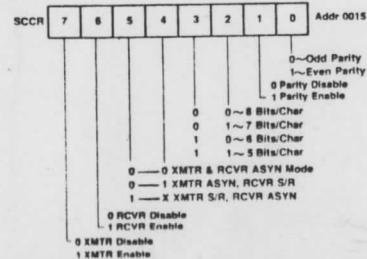 SCCR 7 6 5 4 3 2 1 0 Addr 0015
0~Odd Parity
1~Even Parity
0 Parity Disable
1 Parity Enable
0 0~8 Bits/Char
0 1~7 Bits/Char
1 0~6 Bits/Char
1 1~5 Bits/Char
0 0 XMTR & RCVR ASYN Mode
0 1 XMTR ASYN, RCVR S/R
1 X XMTR S/R, RCVR ASYN
0 RCVR Disable
1 RCVR Enable
0 XMTR Disable
1 XMTR Enable